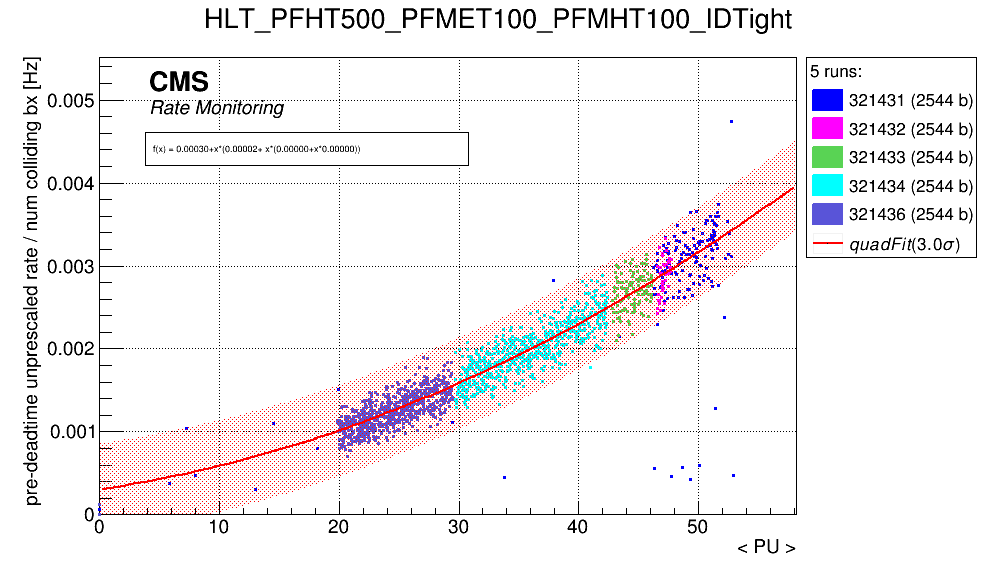 HLT_PFHT500_PFMET100_PFMHT100_IDTight
pre-deadtime unprescaled rate / num colliding bx [Hz]
CMS
Rate Monitoring
f(x) = 0.00030+x*(0.00002+ x*(0.00000+x*0.00000))
0.005
0.004
0.003
0.002
0.001
0
0 10 20 30 40 50
< PU >
5 runs:
321431 (2544 b)
321432 (2544 b)
321433 (2544 b)
321434 (2544 b)
321436 (2544 b)
quadFit(3.0σ)